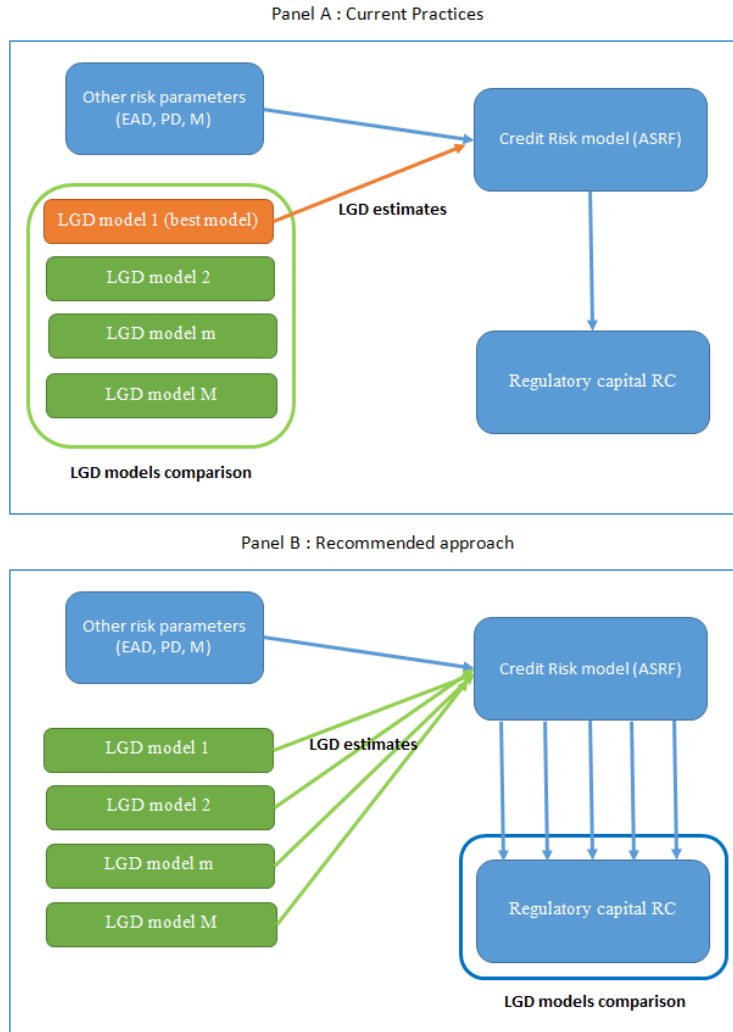 Panel A : Current Practices
Other risk parameters
(EAD, PD, M)
Credit Risk model (ASRF)
LGD model 1 (best model)
LGD estimates
LGD model 2
LGD model m
LGD model M
Regulatory capital RC
LGD models comparison
Panel B : Recommended approach
Other risk parameters
(EAD, PD, M)
Credit Risk model (ASRF)
LGD model 1
LGD estimates
LGD model 2
LGD model m
LGD model M
Regulatory capital RC
LGD models comparison